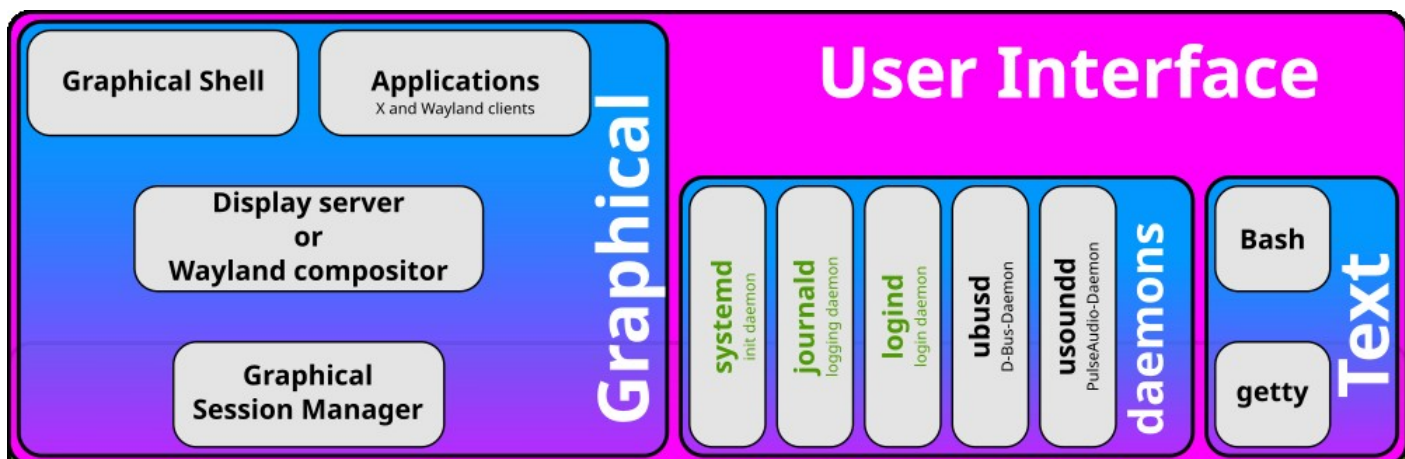 User Interface
Graphical
Graphical Shell
Applications
X and Wayland clients
Display server
or
Wayland compositor
Graphical
Session Manager
systemd
init daemon
journald
logging daemon
logind
login daemon
ubusd
D-Bus-Daemon
usoundd
PulseAudio-Daemon
daemons
Bash
getty
Text